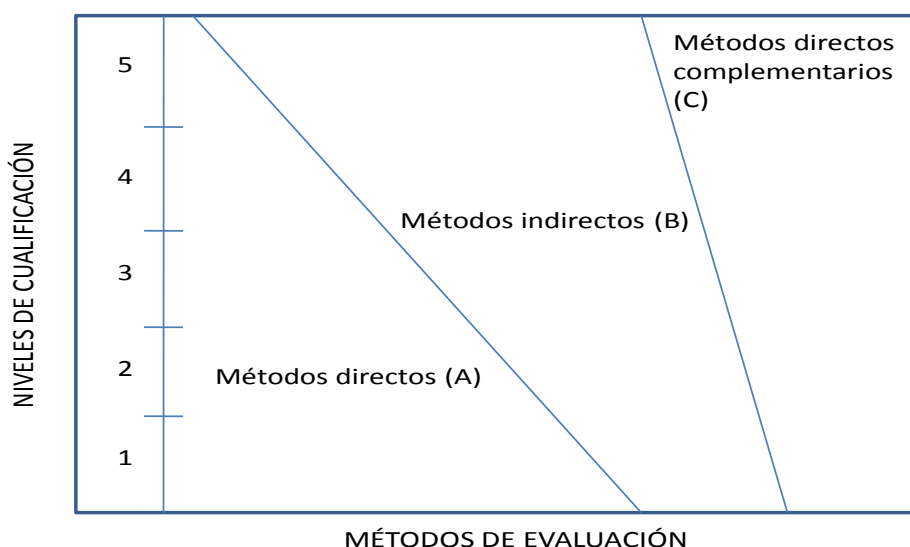 NIVELES DE CUALIFICACIÓN
5
4
3
2
1
Métodos directos
complementarios
(C)
Métodos indirectos (B)
Métodos directos (A)
MÉTODOS DE EVALUACIÓN